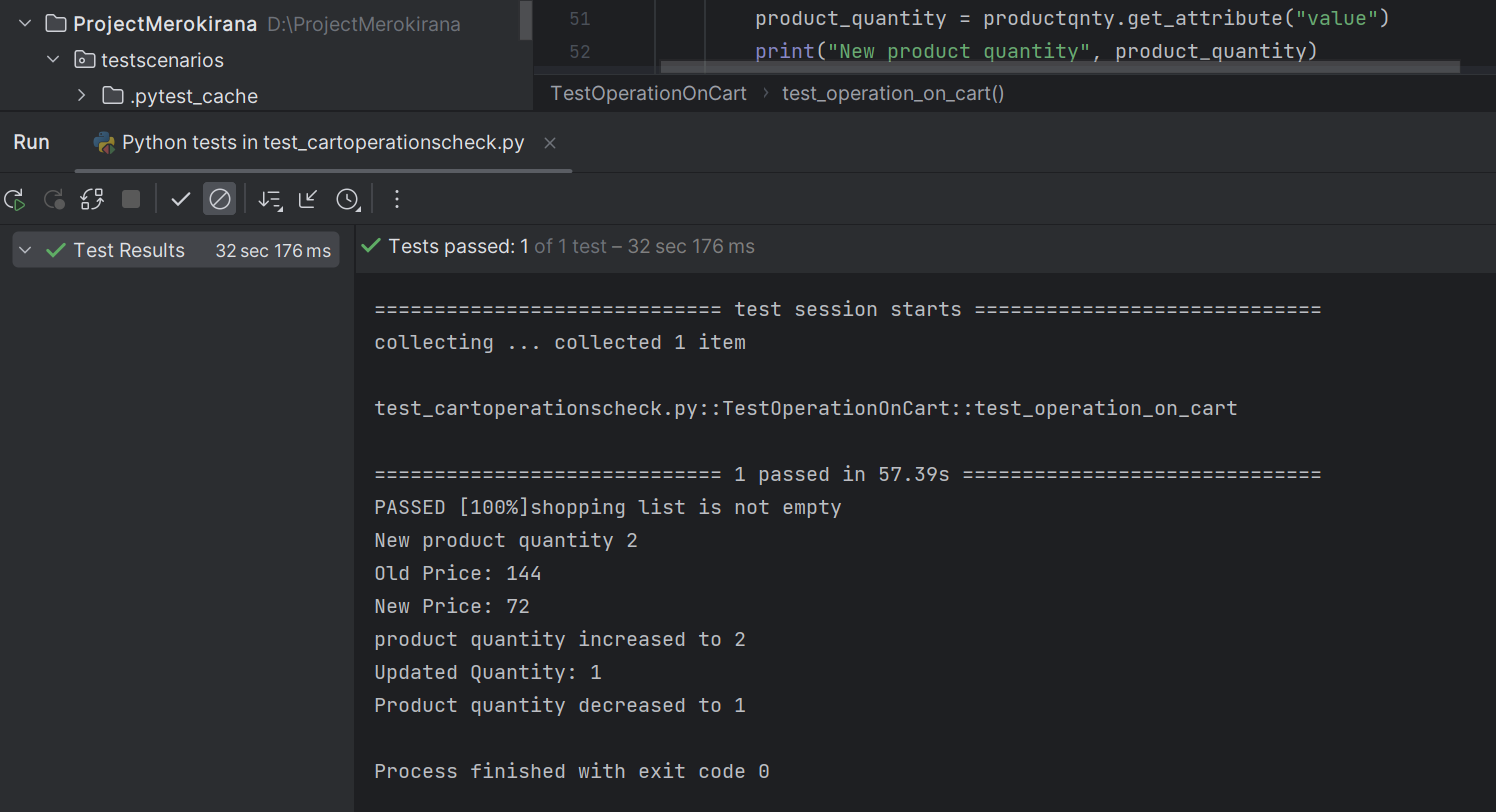 ProjectMerokirana D:\ProjectMerokirana
testscenarios
.pytest_cache
51 product_quantity = productqnty.get_attribute("value")
52 print("New product quantity", product_quantity)
TestOperationOnCart › test_operation_on_cart()
Run Python tests in test_cartoperationscheck.py
Test Results 32 sec 176 ms
Tests passed: 1 of 1 test – 32 sec 176 ms
============================= test session starts =============================
collecting ... collected 1 item
test_cartoperationscheck.py::TestOperationOnCart::test_operation_on_cart
============================= 1 passed in 57.39s ==============================
PASSED [100%]shopping list is not empty
New product quantity 2
Old Price: 144
New Price: 72
product quantity increased to 2
Updated Quantity: 1
Product quantity decreased to 1
Process finished with exit code 0